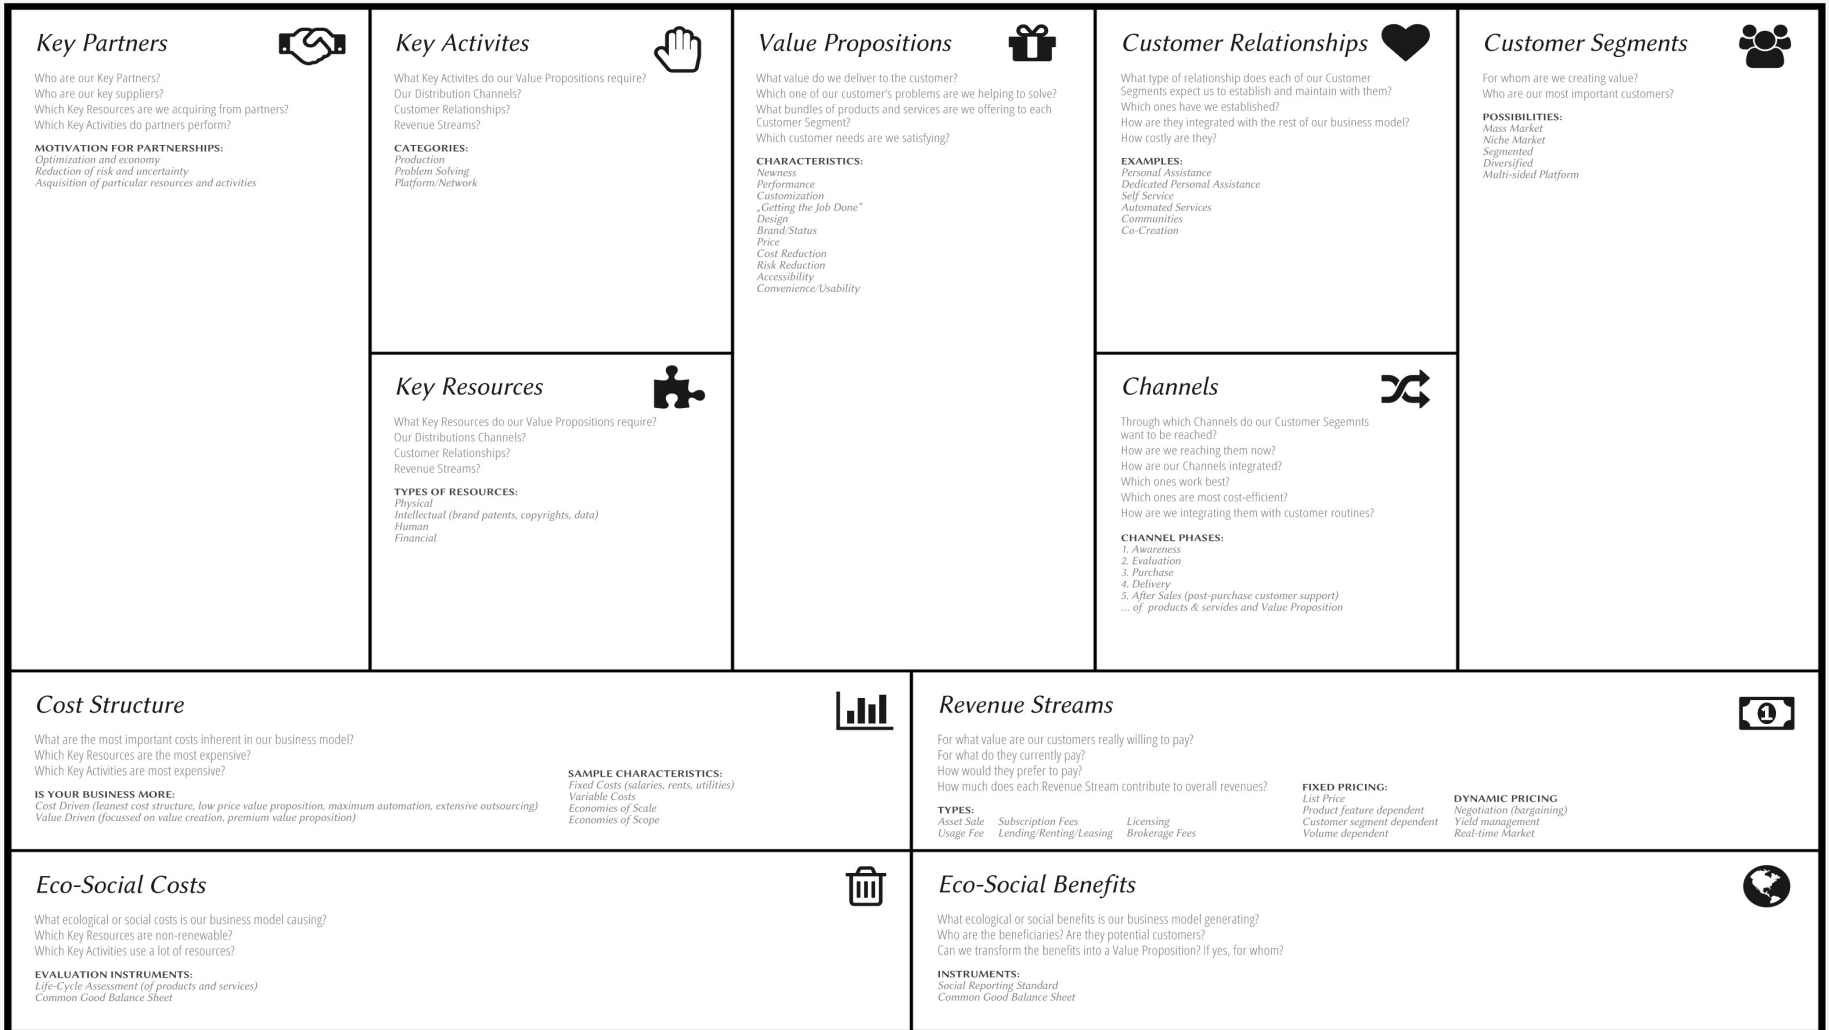 Key Partners
Who are our Key Partners?
Who are our key suppliers?
Which Key Resources are we acquiring from partners?
Which Key Activities do partners perform?
MOTIVATION FOR PARTNERSHIPS:
Optimization and economy
Reduction of risk and uncertainty
Asquisition of particular resources and activities
Key Activites
What Key Activites do our Value Propositions require?
Our Distribution Channels?
Customer Relationships?
Revenue Streams?
CATEGORIES:
Production
Problem Solving
Platform/Network
Key Resources
What Key Resources do our Value Propositions require?
Our Distributions Channels?
Customer Relationships?
Revenue Streams?
TYPES OF RESOURCES:
Physical
Intellectual (brand patents, copyrights, data)
Human
Financial
Value Propositions
What value do we deliver to the customer?
Which one of our customer's problems are we helping to solve?
What bundles of products and services are we offering to each
Customer Segment?
Which customer needs are we satisfying?
CHARACTERISTICS:
Newness
Performance
Customization
„Getting the Job Done“
Design
Brand/Status
Price
Cost Reduction
Risk Reduction
Accessibility
Convenience/Usability
Customer Relationships
What type of relationship does each of our Customer
Segments expect us to establish and maintain with them?
Which ones have we established?
How are they integrated with the rest of our business model?
How costly are they?
EXAMPLES:
Personal Assistance
Dedicated Personal Assistance
Self Service
Automated Services
Communities
Co-Creation
Channels
Through which Channels do our Customer Segemnts
want to be reached?
How are we reaching them now?
How are our Channels integrated?
Which ones work best?
Which ones are most cost-efficient?
How are we integrating them with customer routines?
CHANNEL PHASES:
1. Awareness
2. Evaluation
3. Purchase
4. Delivery
5. After Sales (post-purchase customer support)
... of products & servides and Value Proposition
Customer Segments
For whom are we creating value?
Who are our most important customers?
POSSIBILITIES:
Mass Market
Niche Market
Segmented
Diversified
Multi-sided Platform
Cost Structure
What are the most important costs inherent in our business model?
Which Key Resources are the most expensive?
Which Key Activities are most expensive?
IS YOUR BUSINESS MORE:
Cost Driven (leanest cost structure, low price value proposition, maximum automation, extensive outsourcing)
Value Driven (focussed on value creation, premium value proposition)
SAMPLE CHARACTERISTICS:
Fixed Costs (salaries, rents, utilities)
Variable Costs
Economies of Scale
Economies of Scope
Revenue Streams
1
For what value are our customers really willing to pay?
For what do they currently pay?
How would they prefer to pay?
How much does each Revenue Stream contribute to overall revenues?
TYPES:
Asset Sale Subscription Fees Licensing
Usage Fee Lending/Renting/Leasing Brokerage Fees
FIXED PRICING:
List Price
Product feature dependent
Customer segment dependent
Volume dependent
DYNAMIC PRICING
Negotiation (bargaining)
Yield management
Real-time Market
Eco-Social Costs
What ecological or social costs is our business model causing?
Which Key Resources are non-renewable?
Which Key Activities use a lot of resources?
EVALUATION INSTRUMENTS:
Life-Cycle Assessment (of products and services)
Common Good Balance Sheet
Eco-Social Benefits
What ecological or social benefits is our business model generating?
Who are the beneficiaries? Are they potential customers?
Can we transform the benefits into a Value Proposition? If yes, for whom?
INSTRUMENTS:
Social Reporting Standard
Common Good Balance Sheet